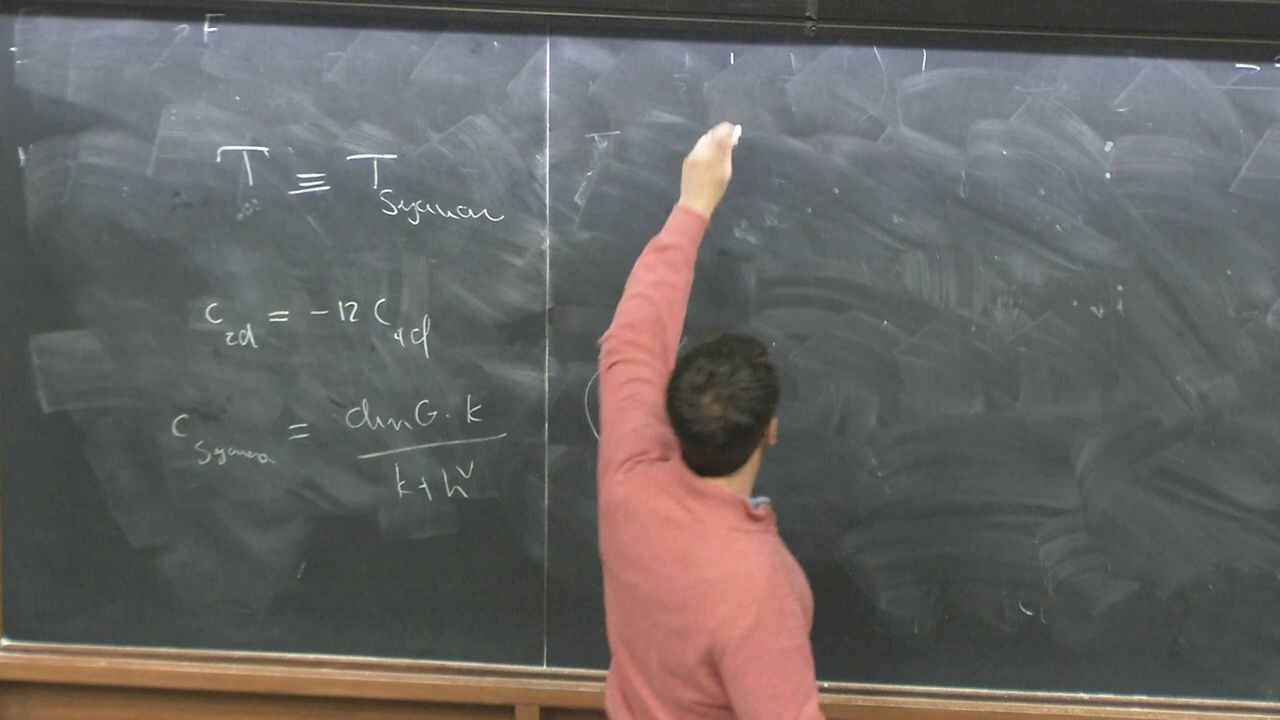 F
T ≡ T_Sugawara
c_2d = -12 c_4d
c_Sugawara = dim G · k / k + h^∨